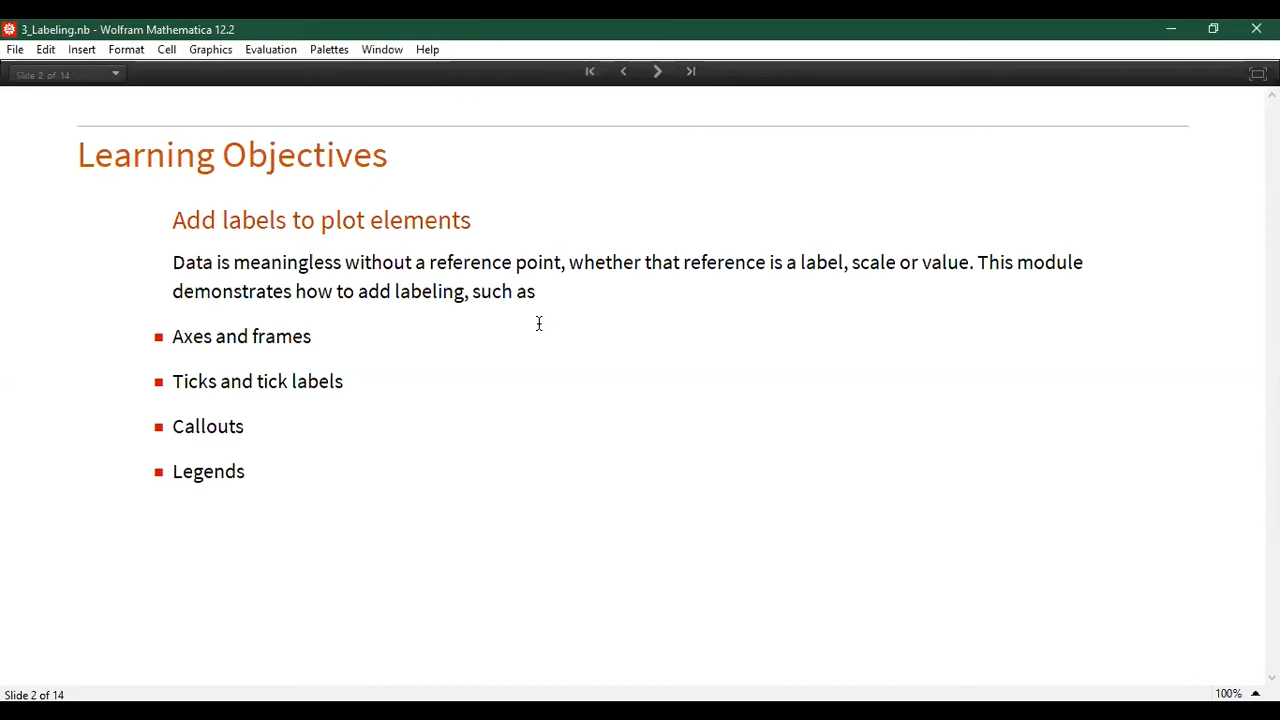 3_Labeling.nb - Wolfram Mathematica 12.2
File Edit Insert Format Cell Graphics Evaluation Palettes Window Help
Slide 2 of 14
Learning Objectives
Add labels to plot elements
Data is meaningless without a reference point, whether that reference is a label, scale or value. This module
demonstrates how to add labeling, such as
Axes and frames
Ticks and tick labels
Callouts
Legends
Slide 2 of 14 100%